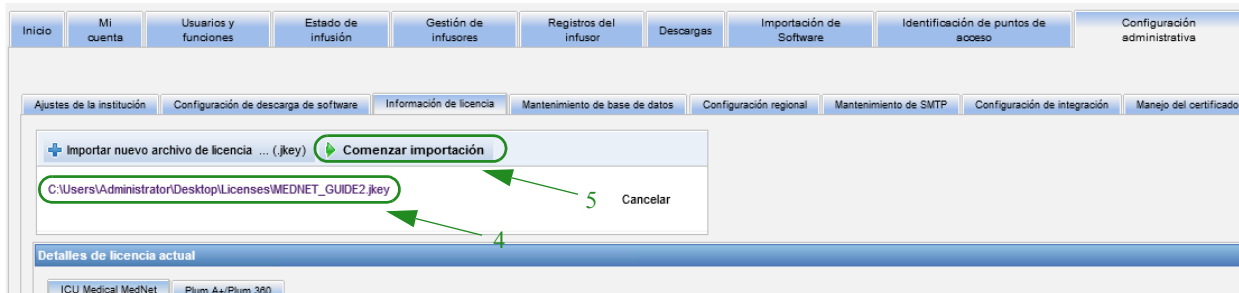 Inicio
Mi
cuenta
Usuarios y
funciones
Estado de
infusión
Gestión de
infusores
Registros del
infusor
Descargas
Importación de
Software
Identificación de puntos de
acceso
Configuración
administrativa
Ajustes de la institución
Configuración de descarga de software
Información de licencia
Mantenimiento de base de datos
Configuración regional
Mantenimiento de SMTP
Configuración de integración
Manejo del certificado
Importar nuevo archivo de licencia ... (.jkey)
Comenzar importación
C:\Users\Administrator\Desktop\Licenses\MEDNET_GUIDE2.jkey
5
Cancelar
4
Detalles de licencia actual
ICU Medical MedNet
Plum A+/Plum 360